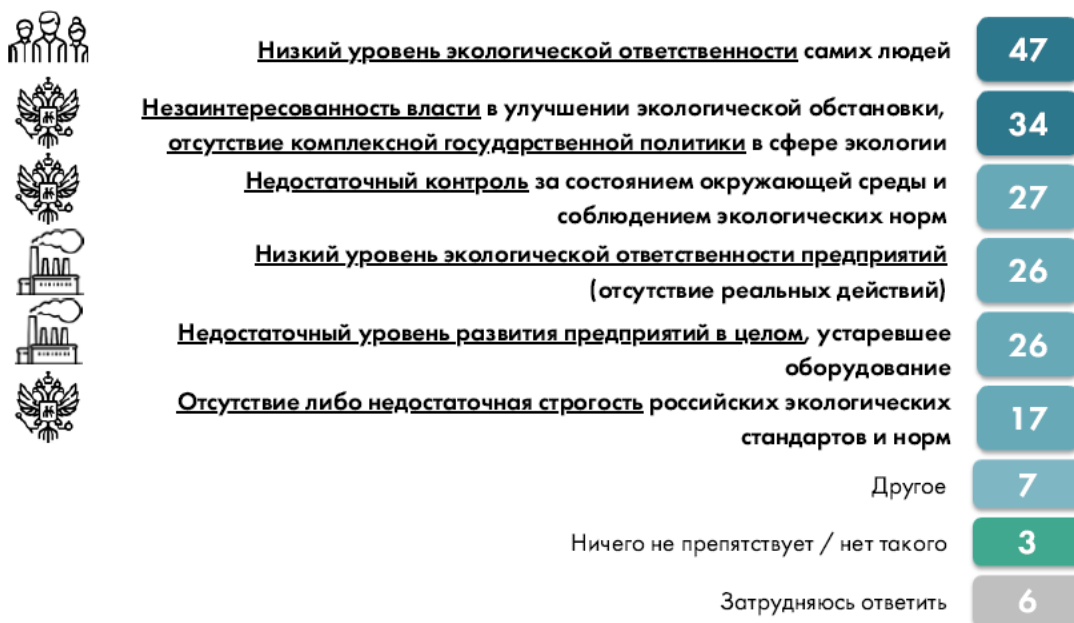 Низкий уровень экологической ответственности самих людей 47
Незаинтересованность власти в улучшении экологической обстановки,
отсутствие комплексной государственной политики в сфере экологии 34
Недостаточный контроль за состоянием окружающей среды и
соблюдением экологических норм 27
Низкий уровень экологической ответственности предприятий
(отсутствие реальных действий) 26
Недостаточный уровень развития предприятий в целом, устаревшее
оборудование 26
Отсутствие либо недостаточная строгость российских экологических
стандартов и норм 17
Другое 7
Ничего не препятствует / нет такого 3
Затрудняюсь ответить 6